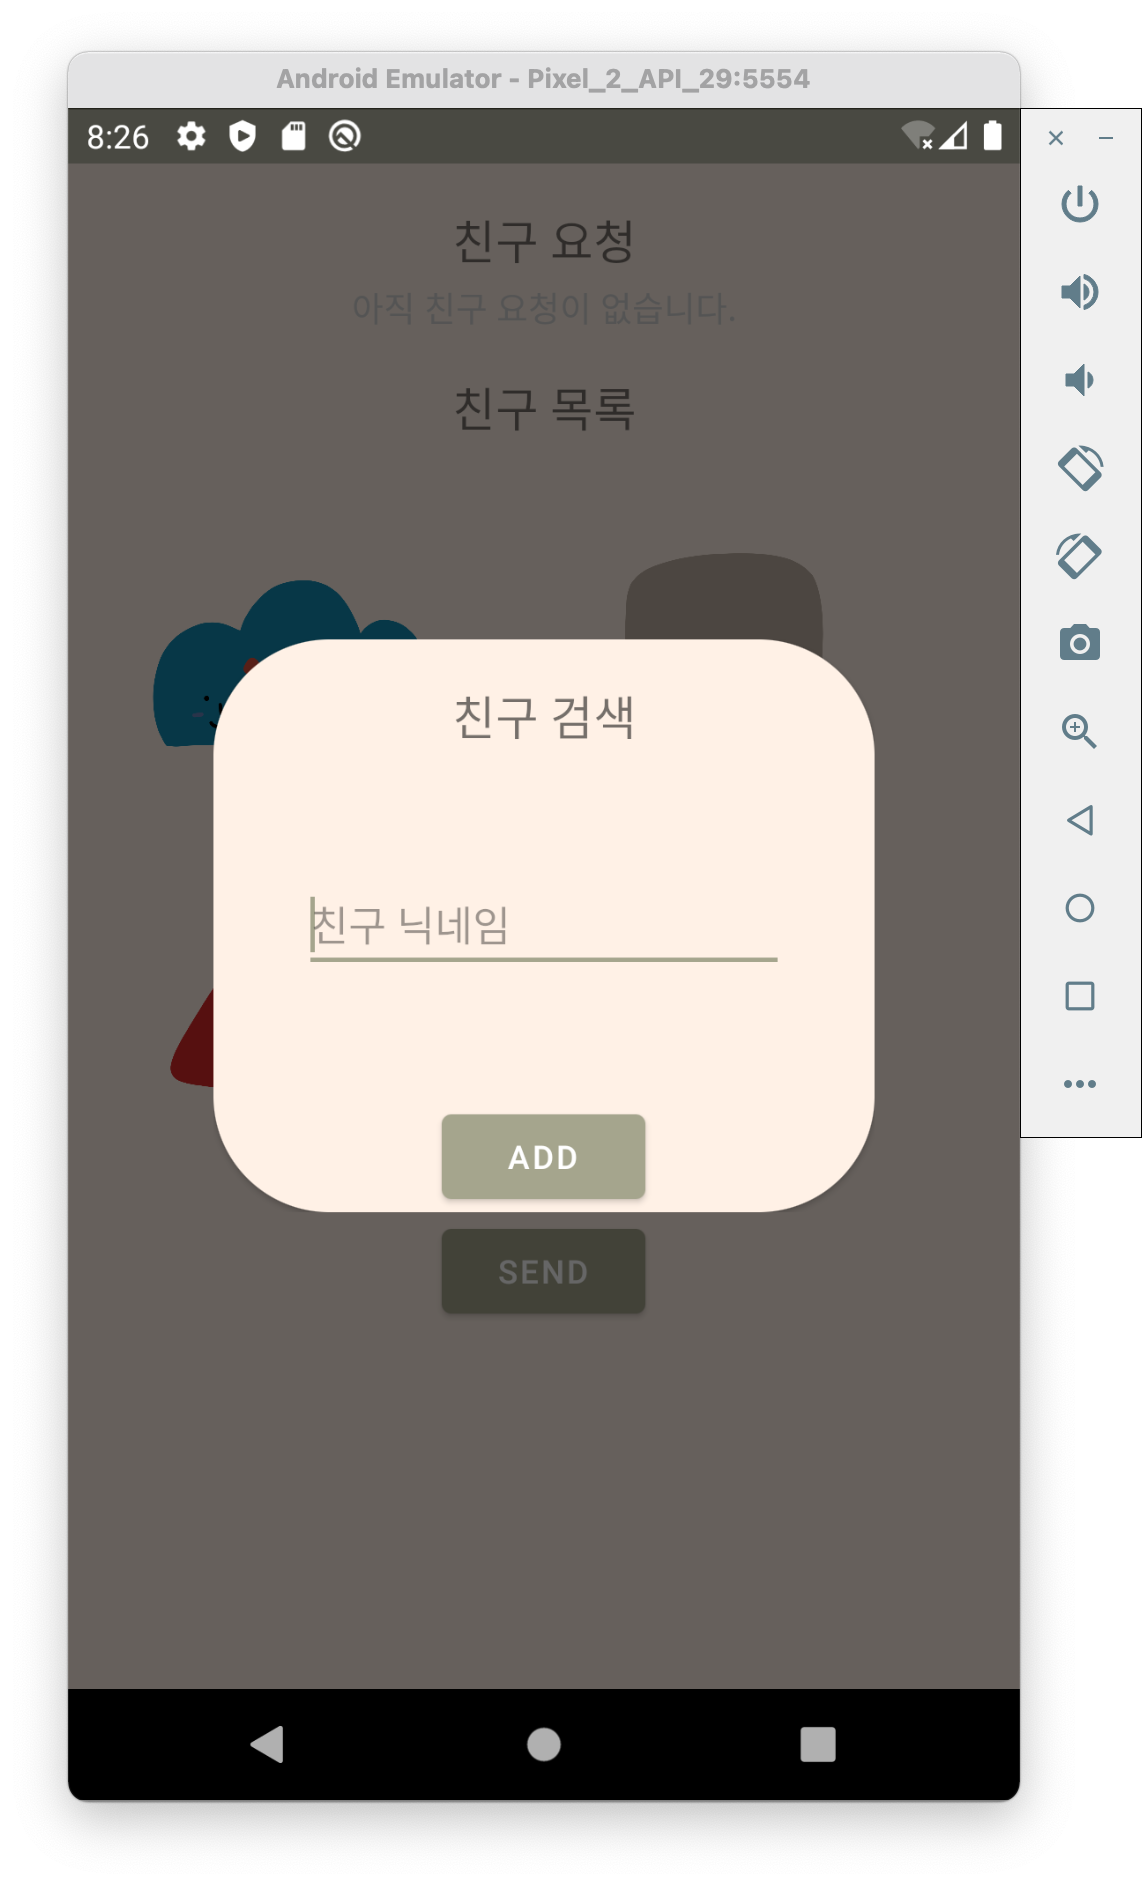 Android Emulator - Pixel_2_API_29:5554
8:26
친구 요청
아직 친구 요청이 없습니다.
친구 목록
친구 검색
친구 닉네임
ADD
SEND